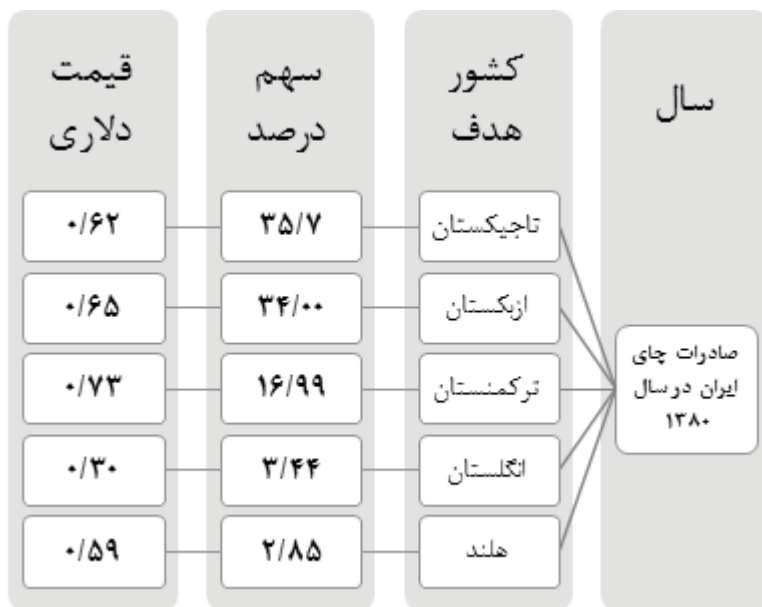 سال
کشور
هدف
سهم
درصد
قیمت
دلاری
صادرات چای
ایران در سال
۱۳۸۰
تاجیکستان
۳۵/۷
۰/۶۲
ازبکستان
۳۴/۰۰
۰/۶۵
ترکمنستان
۱۶/۹۹
۰/۷۳
انگلستان
۳/۴۴
۰/۳۰
هلند
۲/۸۵
۰/۵۹